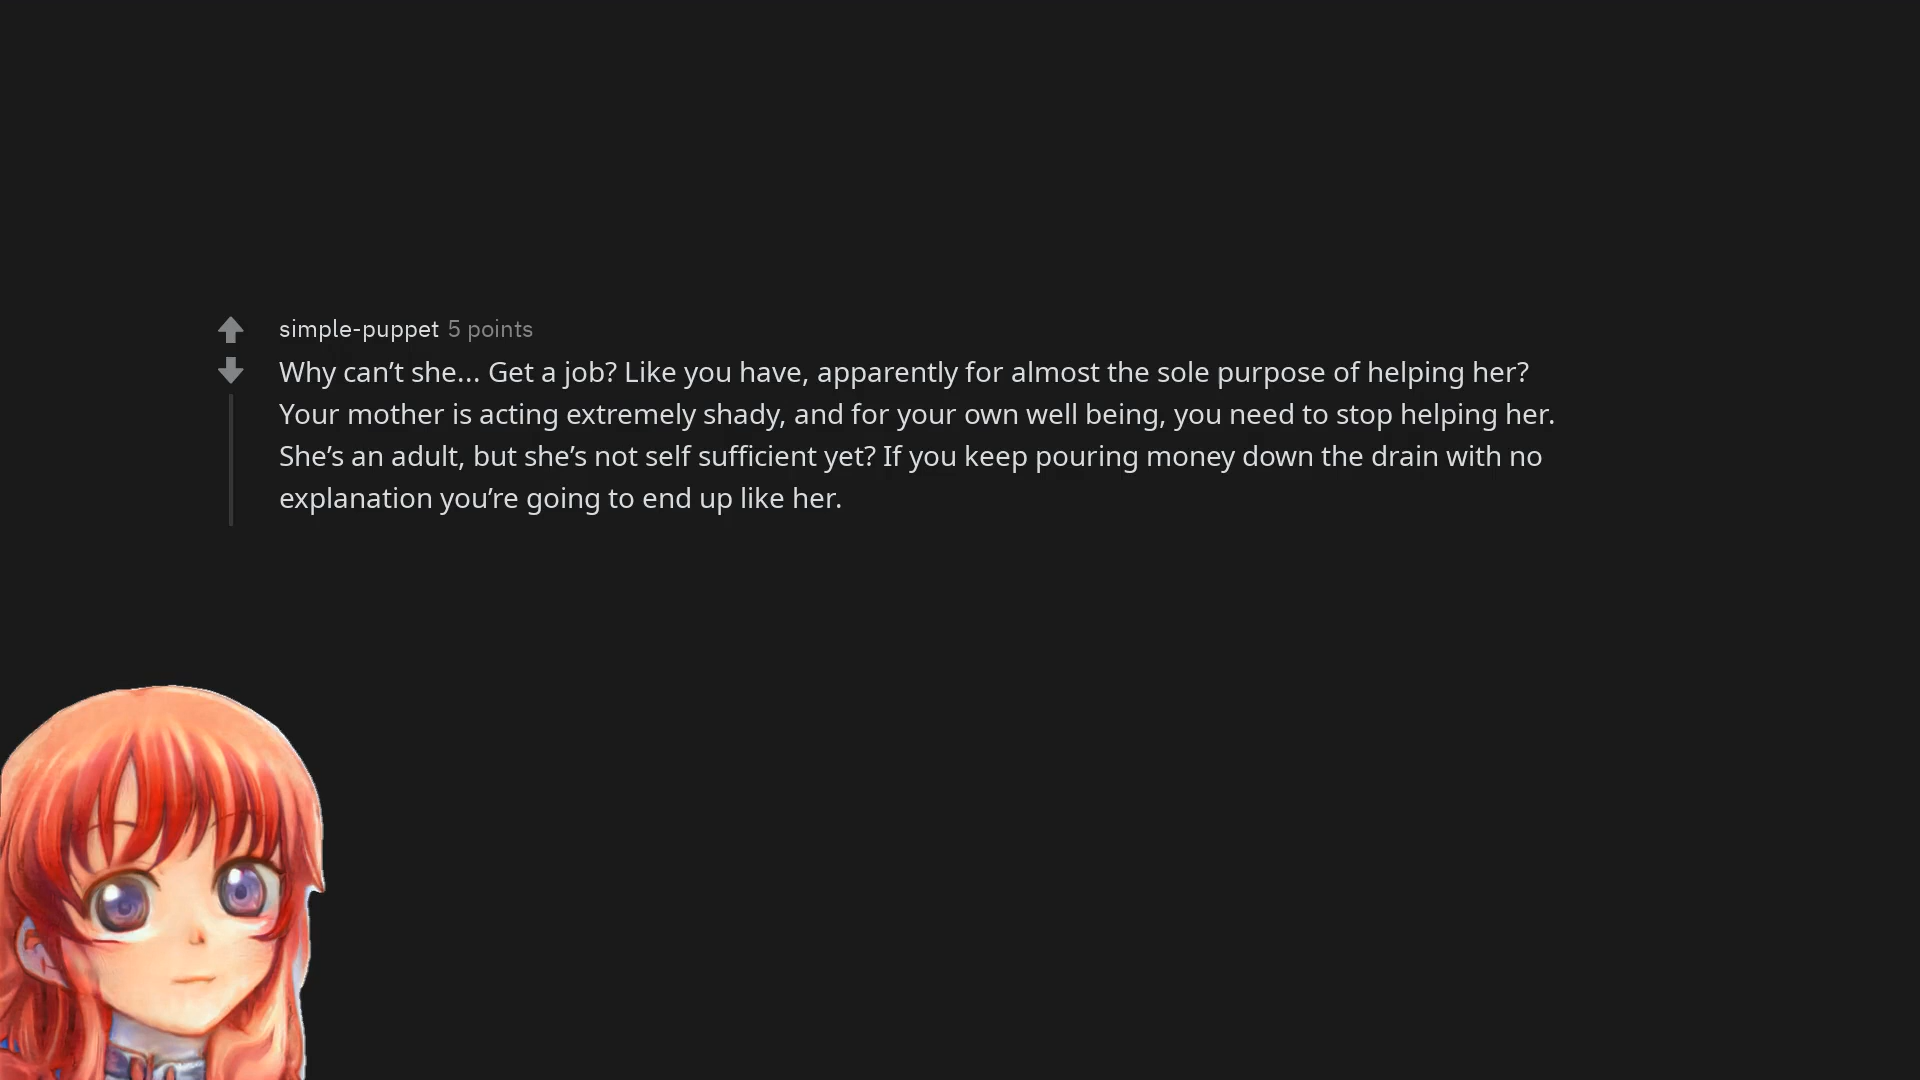 simple-puppet 5 points
Why can’t she... Get a job? Like you have, apparently for almost the sole purpose of helping her?
Your mother is acting extremely shady, and for your own well being, you need to stop helping her.
She’s an adult, but she’s not self sufficient yet? If you keep pouring money down the drain with no
explanation you’re going to end up like her.